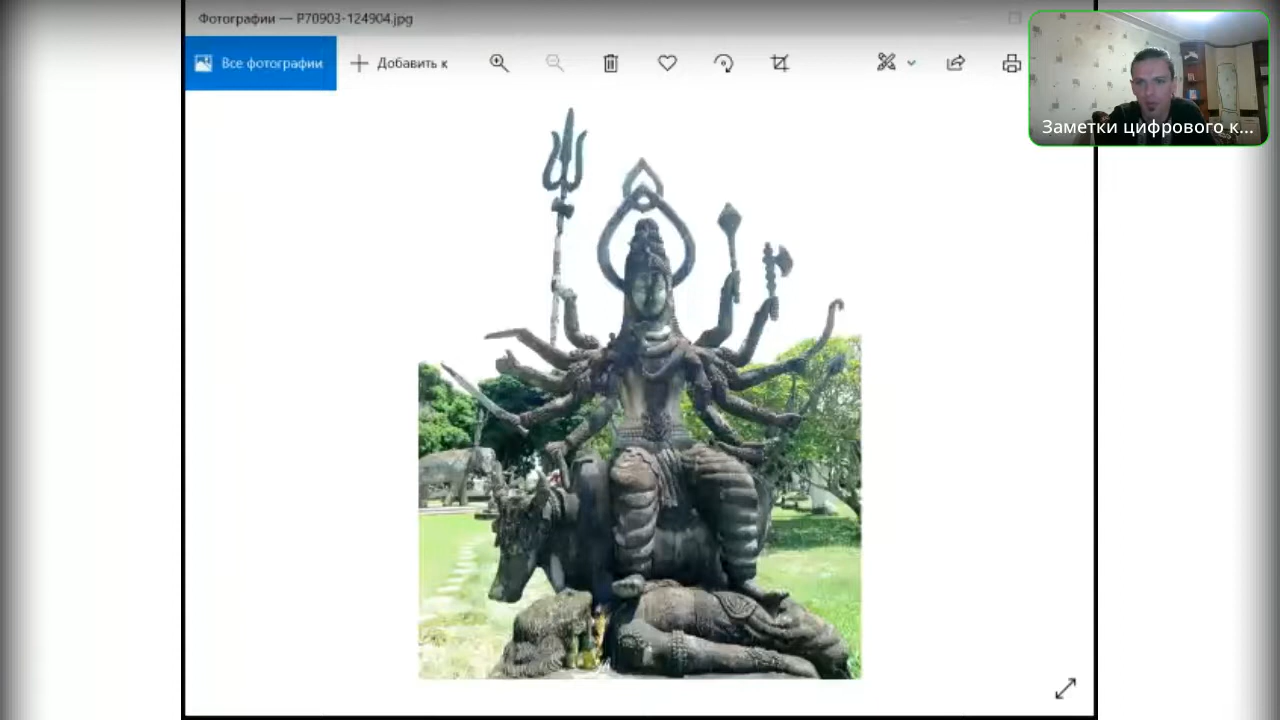 Фотографии — P70903-124904.jpg
Все фотографии
Добавить к
Заметки цифрового к...